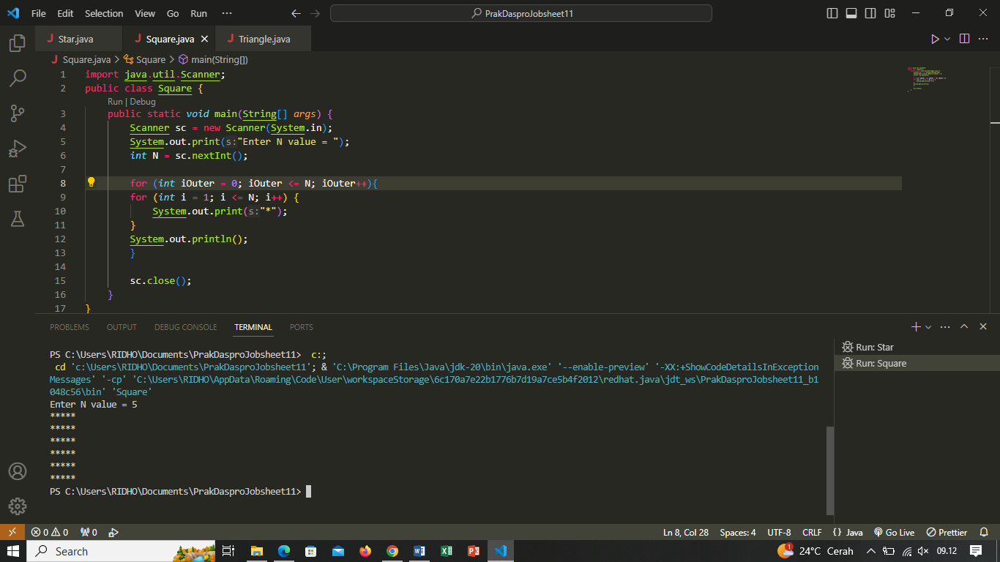 File Edit Selection View Go Run ··· PrakDasproJobsheet11
Star.java Square.java Triangle.java
Square.java > Square > main(String[])
1 import java.util.Scanner;
2 public class Square {
Run | Debug
3 public static void main(String[] args) {
4 Scanner sc = new Scanner(System.in);
5 System.out.print(s:"Enter N value = ");
6 int N = sc.nextInt();
7
8 for (int iOuter = 0; iOuter <= N; iOuter++){
9 for (int i = 1; i <= N; i++) {
10 System.out.print(s:"*");
11 }
12 System.out.println();
13 }
14
15 sc.close();
16 }
17 }
PROBLEMS OUTPUT DEBUG CONSOLE TERMINAL PORTS
PS C:\Users\RIDHO\Documents\PrakDasproJobsheet11> c:;
cd 'c:\Users\RIDHO\Documents\PrakDasproJobsheet11'; & 'C:\Program Files\Java\jdk-20\bin\java.exe' '--enable-preview' '-XX:+ShowCodeDetailsInException
Messages' '-cp' 'C:\Users\RIDHO\AppData\Roaming\Code\User\workspaceStorage\6c170a7e22b1776b7d19a7ce5b4f2012\redhat.java\jdt_ws\PrakDasproJobsheet11_b1
048c56\bin' 'Square'
Enter N value = 5
*****
*****
*****
*****
*****
*****
PS C:\Users\RIDHO\Documents\PrakDasproJobsheet11>
Run: Star
Run: Square
0 0 0 Ln 8, Col 28 Spaces: 4 UTF-8 CRLF { } Java Go Live Prettier
Search 1 24°C Cerah 09.12